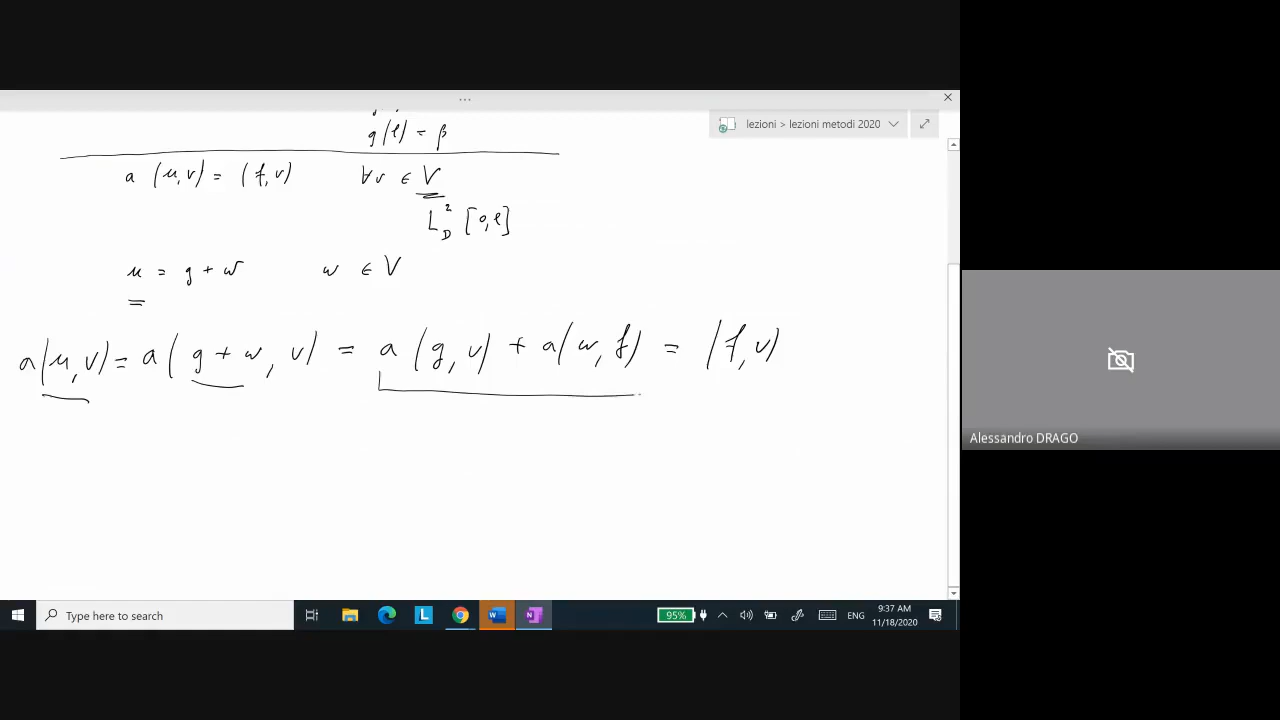 ...
lezioni > lezioni metodi 2020
g(l) = β
a (u,v) = (f,v) ∀v ∈ V
L²_D [0,l]
u = g + w w ∈ V
a(u,v) = a(g+w, v) = a(g,v) + a(w,f) = (f,v)
Alessandro DRAGO
Type here to search
L
W
N
95%
ENG
9:37 AM
11/18/2020